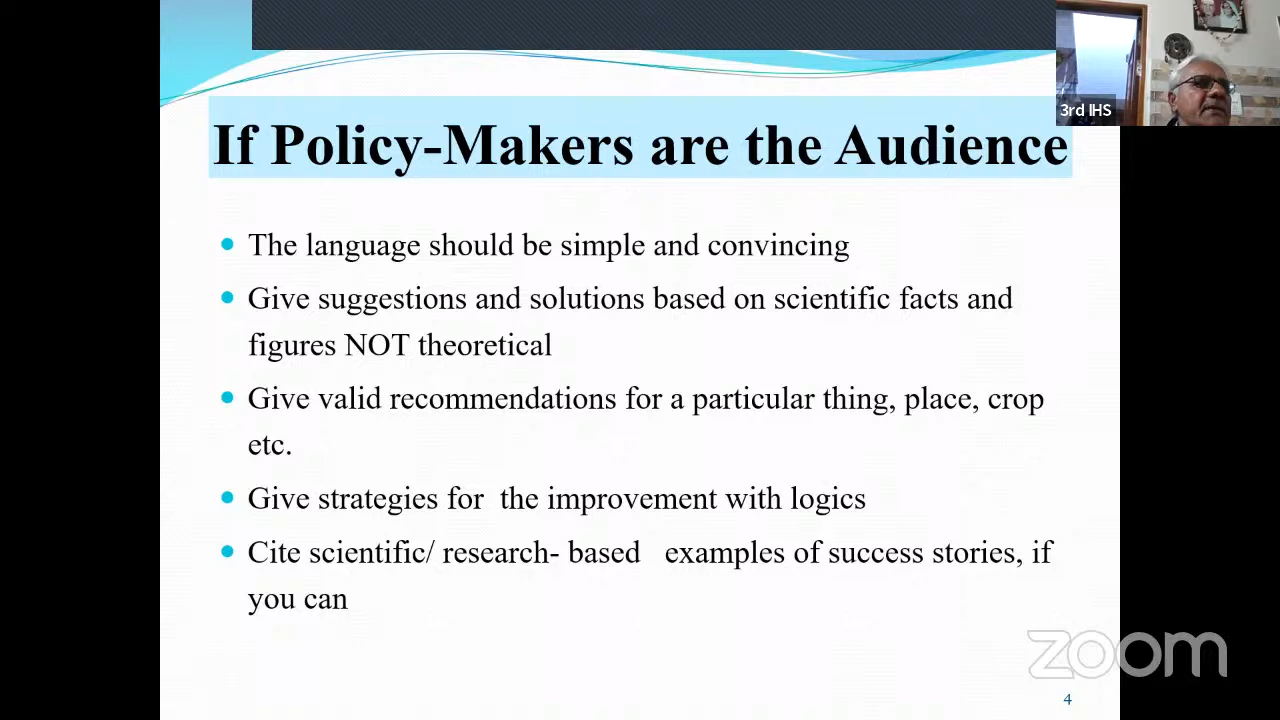 3rd IHS
If Policy-Makers are the Audience
The language should be simple and convincing
Give suggestions and solutions based on scientific facts and
figures NOT theoretical
Give valid recommendations for a particular thing, place, crop
etc.
Give strategies for the improvement with logics
Cite scientific/ research- based examples of success stories, if
you can
zoom
4